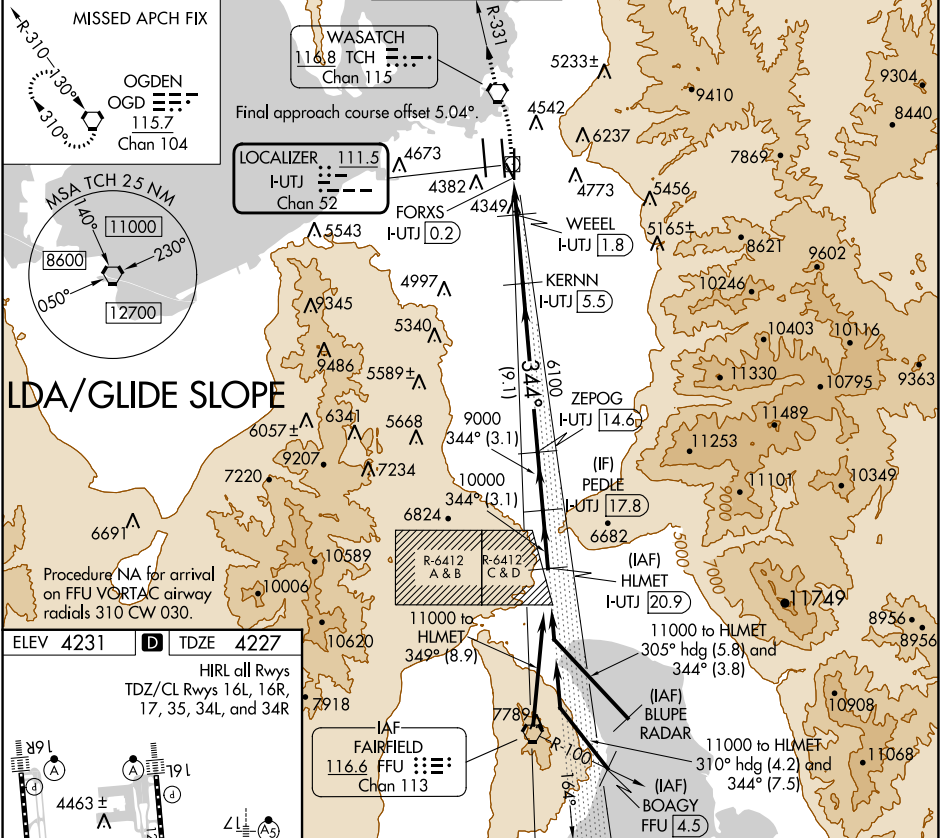 MISSED APCH FIX
R-310
130°
310°
OGDEN
OGD
115.7
Chan 104
WASATCH
116.8 TCH
Chan 115
R-331
Final approach course offset 5.04°.
LOCALIZER 111.5
I-UTJ
Chan 52
MSA TCH 25 NM
140°
11000
8600
230°
050°
12700
5233±
9410
9304
8440
4542
6237
7869
4673
4382
4349
4773
5456
5165±
8621
9602
10246
5543
FORXS
I-UTJ 0.2
WEEEL
I-UTJ 1.8
KERNN
I-UTJ 5.5
4997
9345
5340
9486
5589±
10403
10116
11330
10795
9363
LDA/GLIDE SLOPE
344°
(9.1)
6100
ZEPOG
I-UTJ 14.6
9000
344° (3.1)
6057±
6341
5668
9207
7234
7220
11489
11253
11101
10349
10000
344° (3.1)
(IF)
PEDLE
I-UTJ 17.8
6824
6682
6691
5000
7000
R-6412
A & B
R-6412
C & D
(IAF)
HLMET
I-UTJ 20.9
10589
10006
10620
11749
8956
8956
Procedure NA for arrival
on FFU VORTAC airway
radials 310 CW 030.
11000 to
HLMET
349° (8.9)
11000 to HLMET
305° hdg (5.8) and
344° (3.8)
ELEV 4231
D
TDZE 4227
HIRL all Rwys
TDZ/CL Rwys 16L, 16R,
17, 35, 34L, and 34R
7918
7789
10908
11068
(IAF)
BLUPE
RADAR
IAF
FAIRFIELD
116.6 FFU
Chan 113
R-100
164°
11000 to HLMET
310° hdg (4.2) and
344° (7.5)
(IAF)
BOAGY
FFU 4.5
16R
A
P
A
16L
P
4463 ±
17
A5